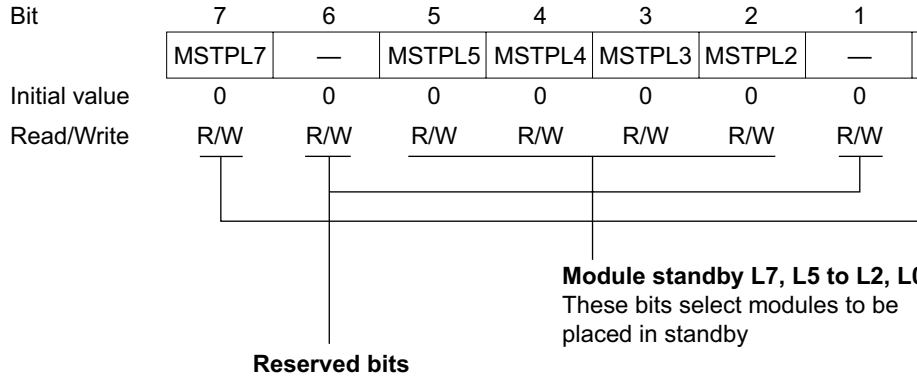 Bit 7 6 5 4 3 2 1
MSTPL7 — MSTPL5 MSTPL4 MSTPL3 MSTPL2 —
Initial value 0 0 0 0 0 0 0
Read/Write R/W R/W R/W R/W R/W R/W R/W
Module standby L7, L5 to L2, L0
These bits select modules to be
placed in standby
Reserved bits